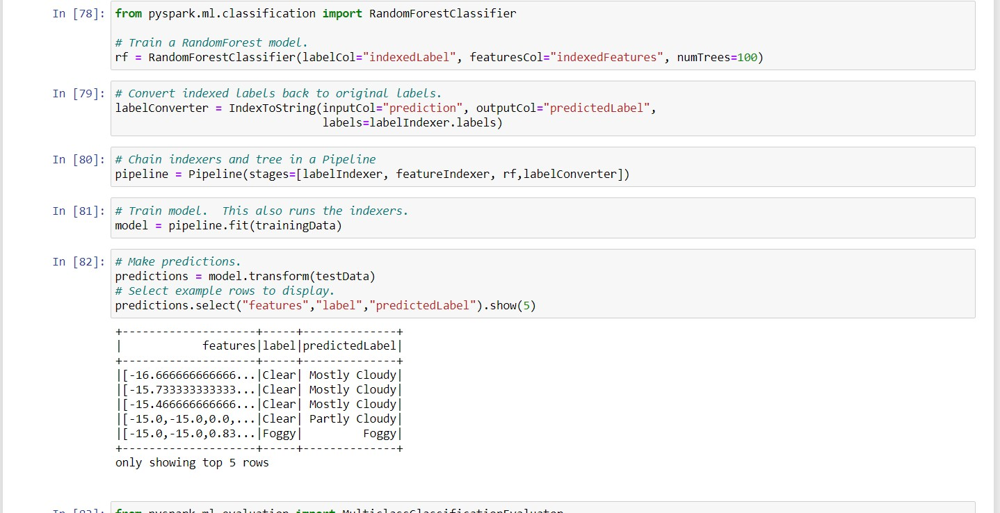 In [78]: from pyspark.ml.classification import RandomForestClassifier
# Train a RandomForest model.
rf = RandomForestClassifier(labelCol="indexedLabel", featuresCol="indexedFeatures", numTrees=100)
In [79]: # Convert indexed labels back to original labels.
labelConverter = IndexToString(inputCol="prediction", outputCol="predictedLabel",
labels=labelIndexer.labels)
In [80]: # Chain indexers and tree in a Pipeline
pipeline = Pipeline(stages=[labelIndexer, featureIndexer, rf,labelConverter])
In [81]: # Train model.  This also runs the indexers.
model = pipeline.fit(trainingData)
In [82]: # Make predictions.
predictions = model.transform(testData)
# Select example rows to display.
predictions.select("features","label","predictedLabel").show(5)
+--------------------+-----+--------------+
|            features|label|predictedLabel|
+--------------------+-----+--------------+
|[-16.666666666666...|Clear| Mostly Cloudy|
|[-15.733333333333...|Clear| Mostly Cloudy|
|[-15.466666666666...|Clear| Mostly Cloudy|
|[-15.0,-15.0,0.0,...|Clear| Partly Cloudy|
|[-15.0,-15.0,0.83...|Foggy|         Foggy|
+--------------------+-----+--------------+
only showing top 5 rows
In [83]: from pyspark.ml.evaluation import MulticlassClassificationEvaluator